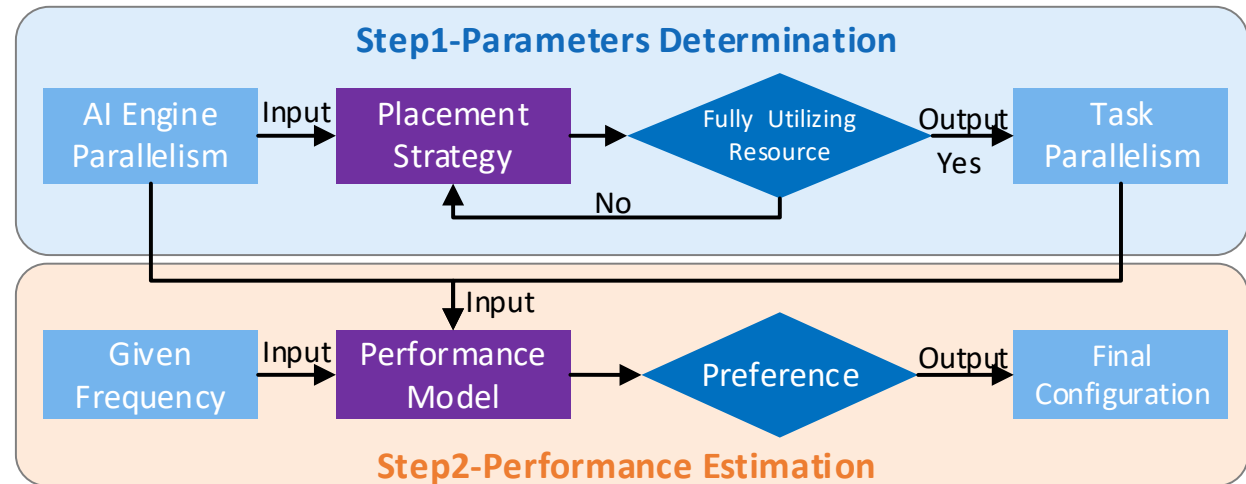 Step1-Parameters Determination
AI Engine
Parallelism
Input
Placement
Strategy
Fully Utilizing
Resource
Output
Yes
Task
Parallelism
No
Input
Given
Frequency
Input
Performance
Model
Preference
Output
Final
Configuration
Step2-Performance Estimation